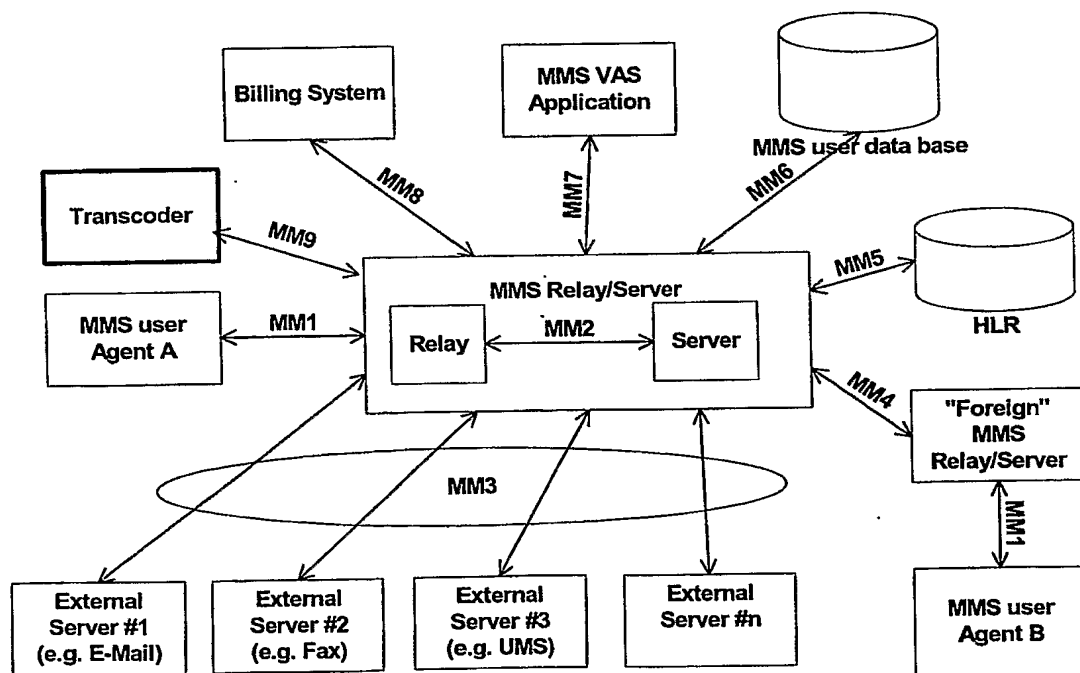 Billing System
MMS VAS
Application
MMS user data base
MM8
MM7
MM6
Transcoder
MM9
MM5
HLR
MMS user
Agent A
MM1
MMS Relay/Server
Relay
MM2
Server
MM4
"Foreign"
MMS
Relay/Server
MM3
MM1
External
Server #1
(e.g. E-Mail)
External
Server #2
(e.g. Fax)
External
Server #3
(e.g. UMS)
External
Server #n
MMS user
Agent B